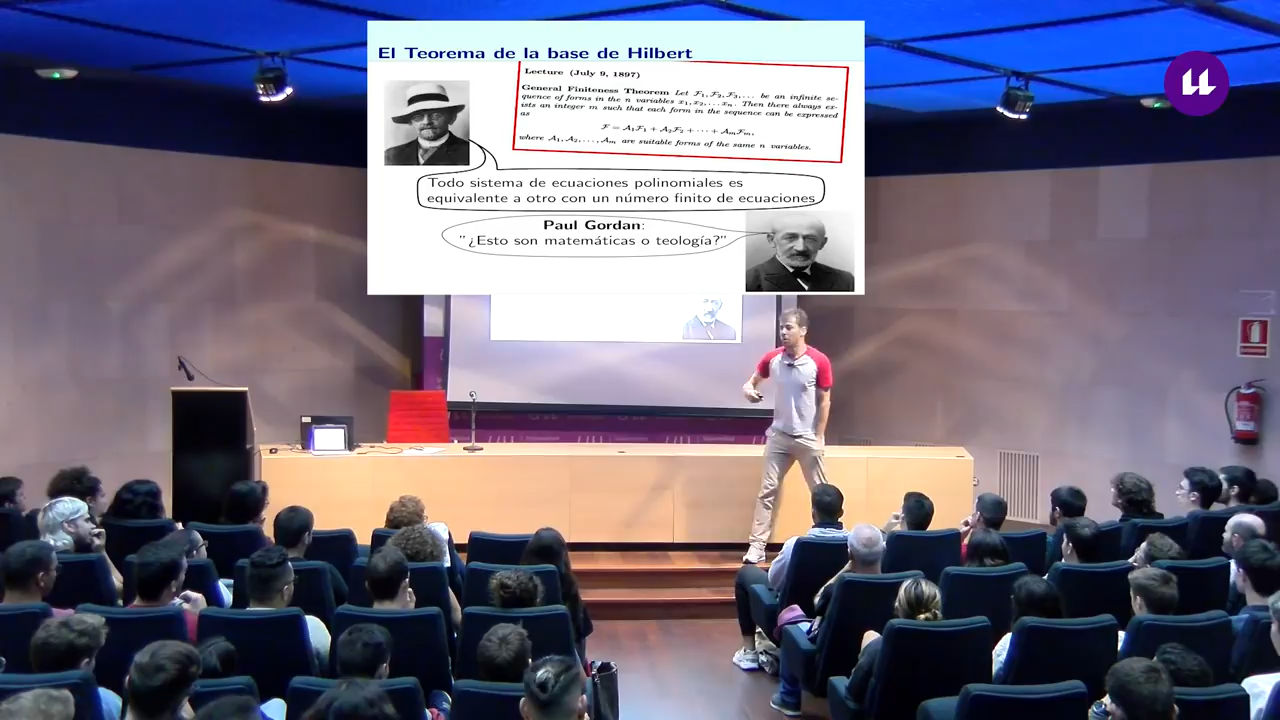 El Teorema de la base de Hilbert
Lecture (July 9, 1897)
General Finiteness Theorem Let F₁, F₂, F₃, . . . be an infinite se-
quence of forms in the n variables x₁, x₂, . . . xₙ. Then there always ex-
ists an integer m such that each form in the sequence can be expressed
as
F = A₁F₁ + A₂F₂ + · · · + AₘFₘ,
where A₁, A₂, . . . , Aₘ are suitable forms of the same n variables.
Todo sistema de ecuaciones polinomiales es
equivalente a otro con un número finito de ecuaciones
Paul Gordan:
"¿Esto son matemáticas o teología?"